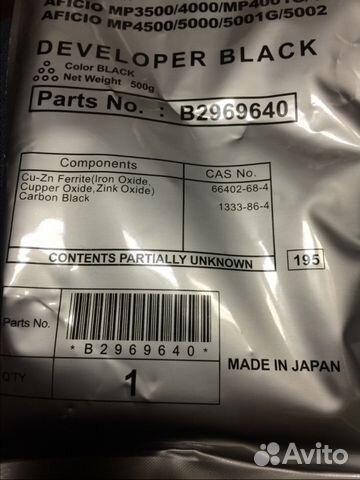 AFICIO MP3500/4000/MP4001G/
AFICIO MP4500/5000/5001G/5002
DEVELOPER BLACK
Color BLACK
Net Weight 500g
Parts No. : B2969640
Components CAS No.
Cu-Zn Ferrite(Iron Oxide, 66402-68-4
Cupper Oxide,Zink Oxide)
Carbon Black 1333-86-4
CONTENTS PARTIALLY UNKNOWN 195
Parts No.
*B2969640*
Q'TY 1
MADE IN JAPAN
Avito